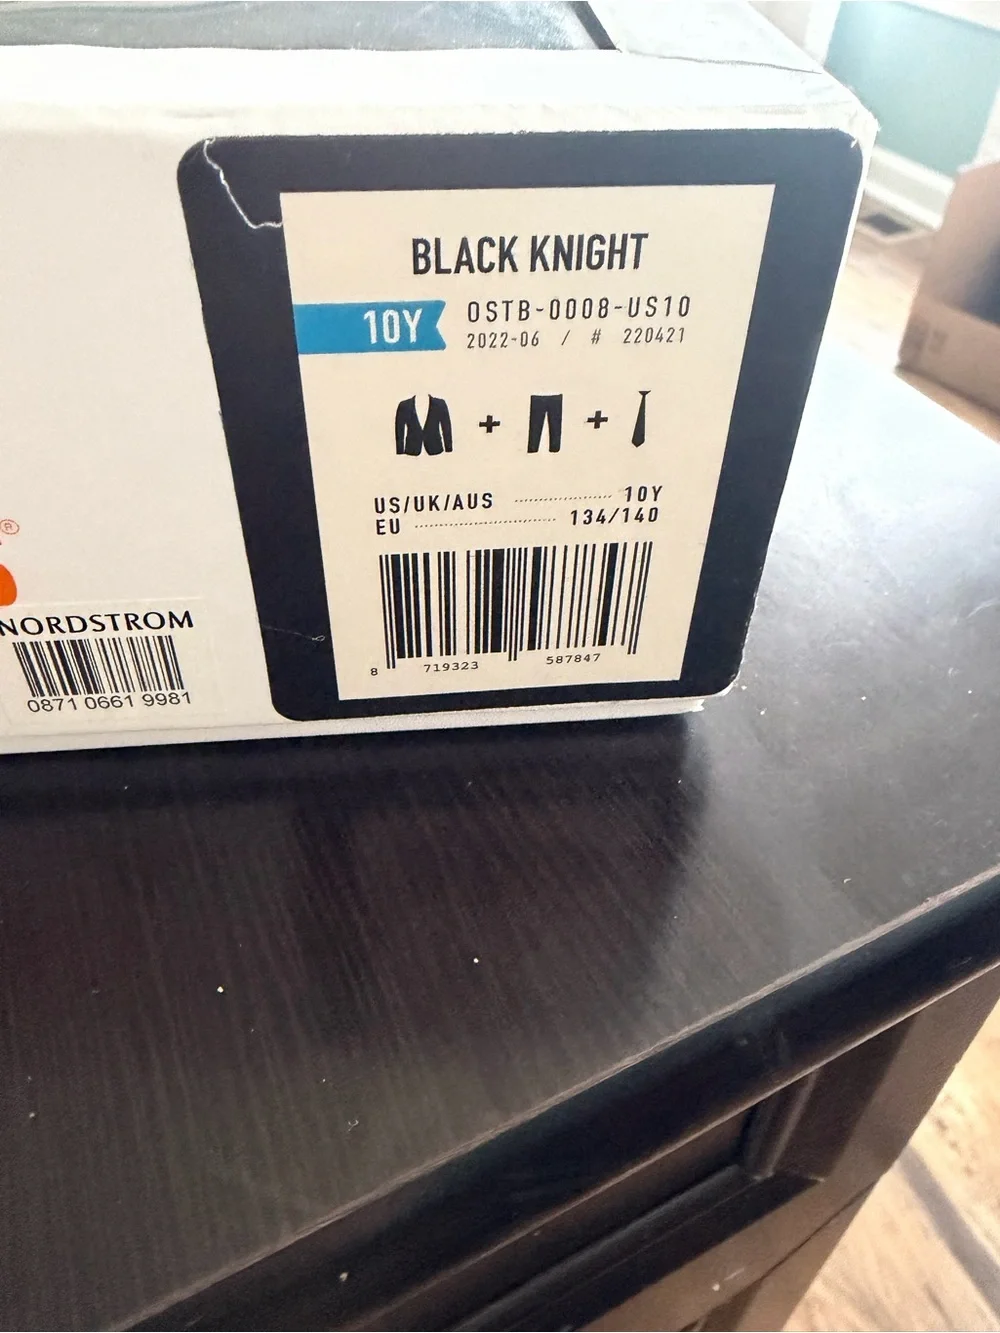 BLACK KNIGHT
10Y
OSTB-0008-US10
2022-06 / # 220421
+ +
US/UK/AUS ........................ 10Y
EU ........................ 134/140
8 719323 587847
®
NORDSTROM
0871 0661 9981